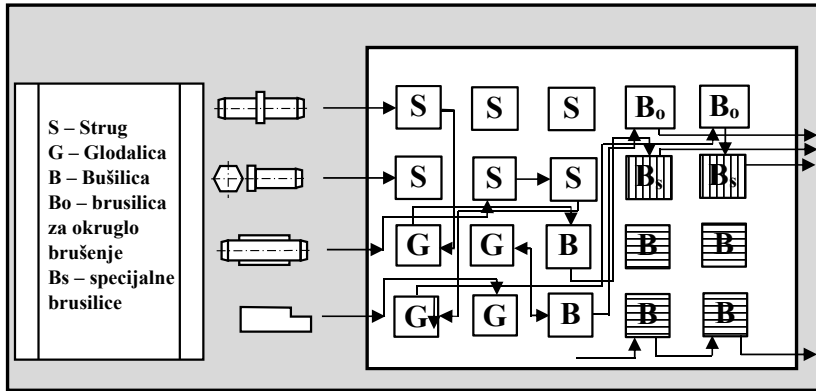 S – Strug
G – Glodalica
B – Bušilica
Bo – brusilica
za okruglo
brušenje
Bs – specijalne
brusilice
S S S Bo Bo
S S S Bs Bs
G G B B B
G G B B B